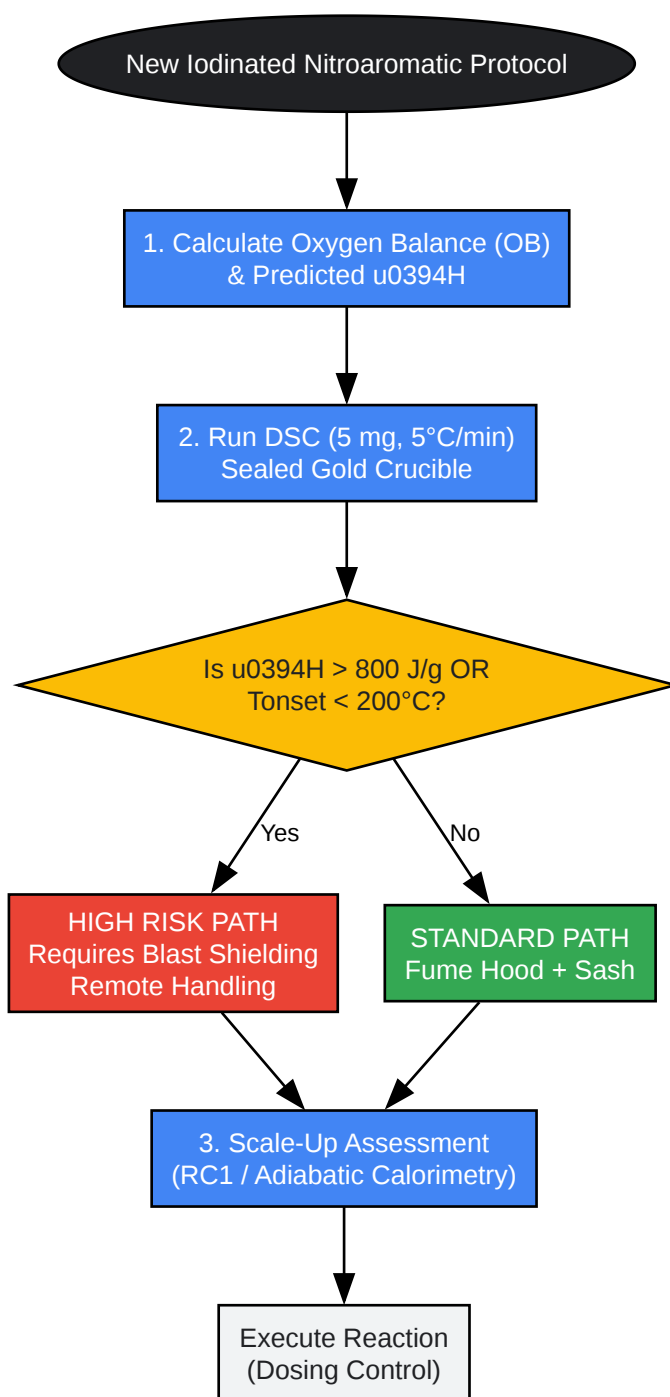 New Iodinated Nitroaromatic Protocol
1. Calculate Oxygen Balance (OB)
& Predicted u0394H
2. Run DSC (5 mg, 5°C/min)
Sealed Gold Crucible
Is u0394H > 800 J/g OR
Tonset < 200°C?
Yes
No
HIGH RISK PATH
Requires Blast Shielding
Remote Handling
STANDARD PATH
Fume Hood + Sash
3. Scale-Up Assessment
(RC1 / Adiabatic Calorimetry)
Execute Reaction
(Dosing Control)